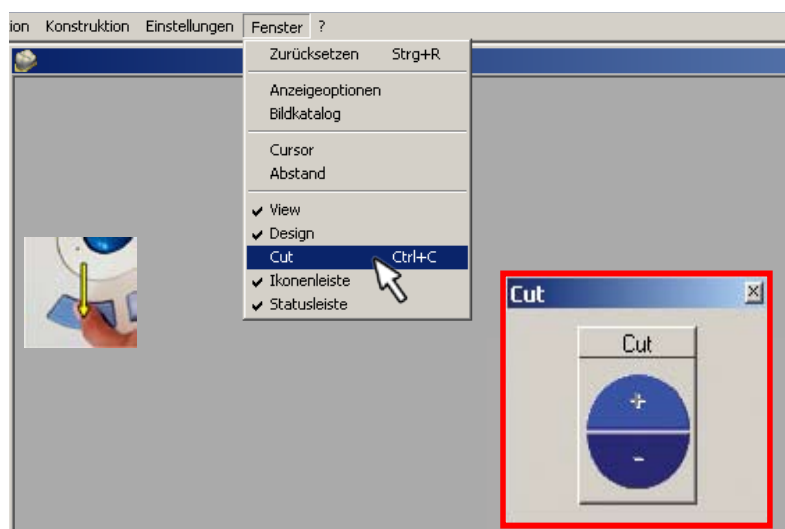 ion Konstruktion Einstellungen Fenster ?
Zurücksetzen Strg+R
Anzeigeoptionen
Bildkatalog
Cursor
Abstand
View
Design
Cut Ctrl+C
Ikonenleiste
Statusleiste
Cut
Cut
+
-